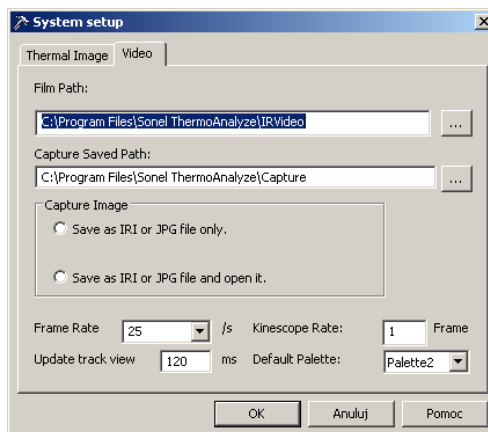 System setup
Thermal Image Video
Film Path:
C:\Program Files\Sonel ThermoAnalyze\IRVideo ...
Capture Saved Path:
C:\Program Files\Sonel ThermoAnalyze\Capture ...
Capture Image
Save as IRI or JPG file only.
Save as IRI or JPG file and open it.
Frame Rate 25 /s Kinescope Rate: 1 Frame
Update track view 120 ms Default Palette: Palette2
OK Anuluj Pomoc